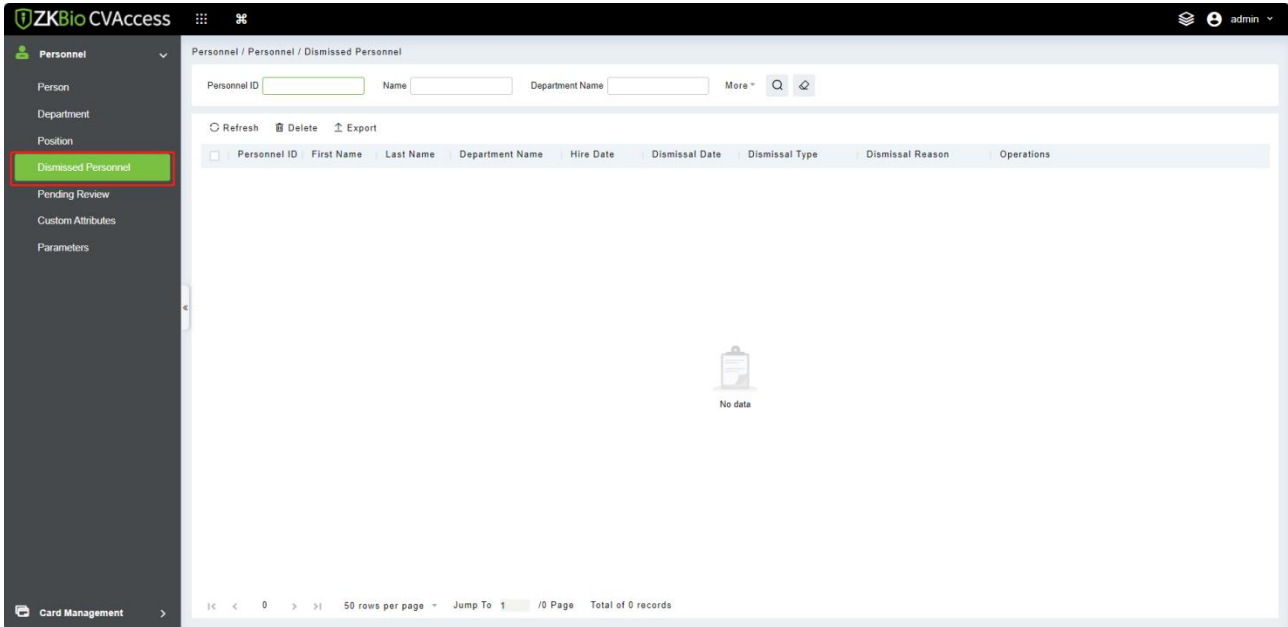 ZKBio CVAccess
admin
Personnel
Person
Department
Position
Dismissed Personnel
Pending Review
Custom Attributes
Parameters
Card Management
Personnel / Personnel / Dismissed Personnel
Personnel ID Name Department Name More
Refresh Delete Export
Personnel ID First Name Last Name Department Name Hire Date Dismissal Date Dismissal Type Dismissal Reason Operations
No data
|< < 0 > >| 50 rows per page Jump To 1 /0 Page Total of 0 records